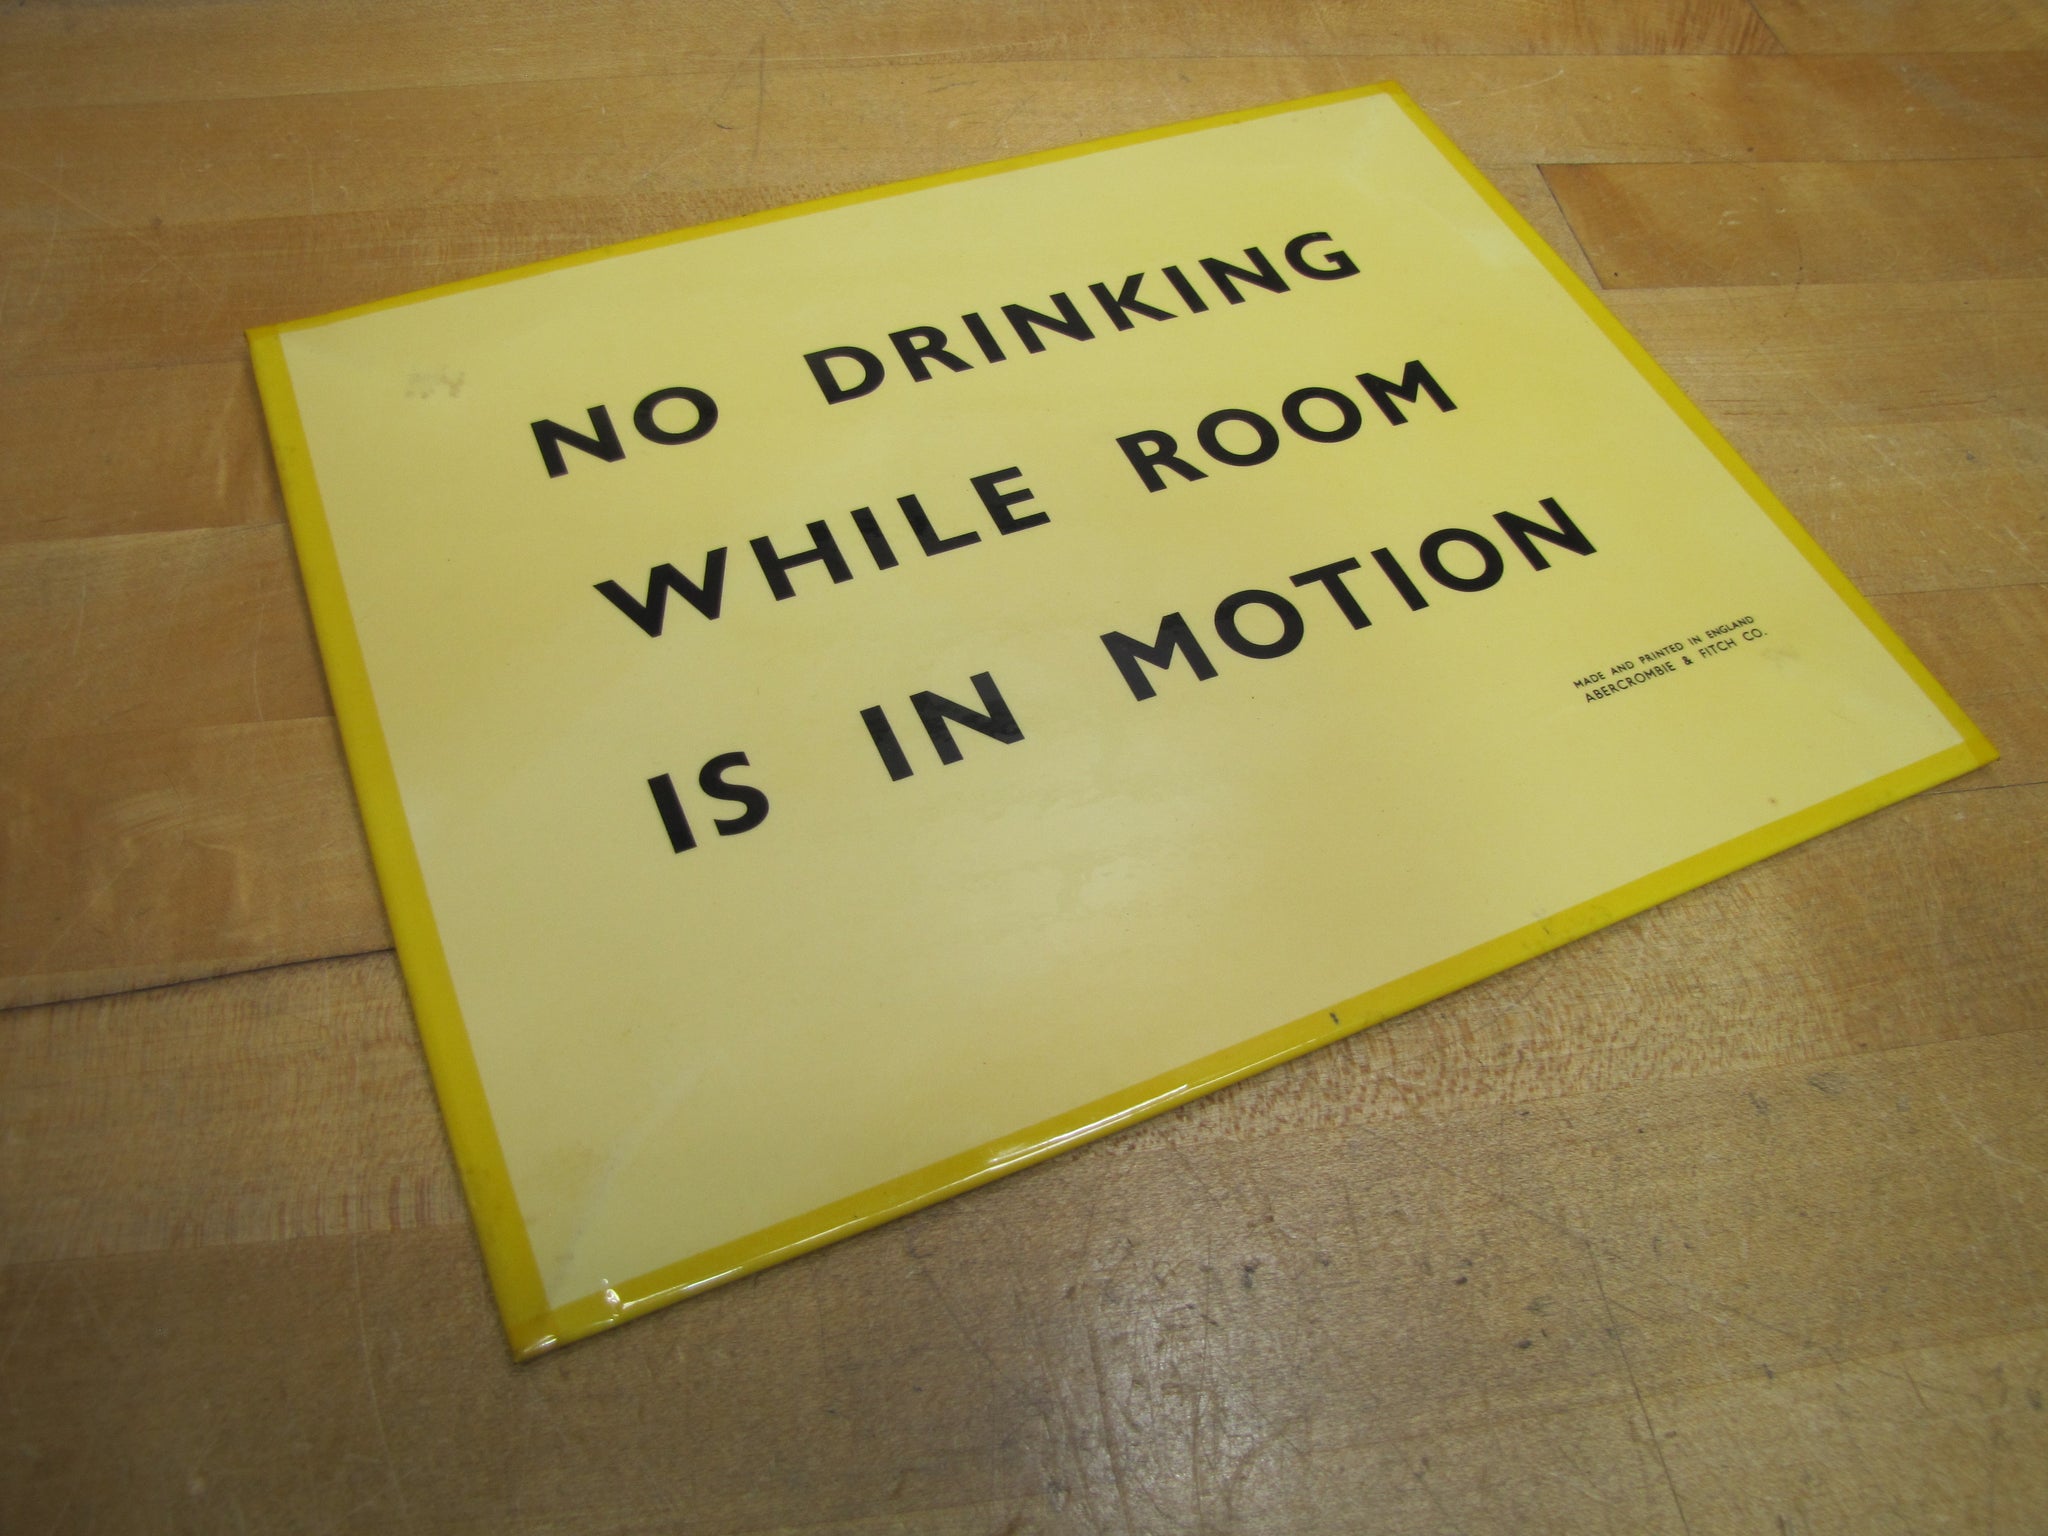 NO DRINKING
WHILE ROOM
IS IN MOTION
MADE AND PRINTED IN ENGLAND
ABERCROMBIE & FITCH CO.